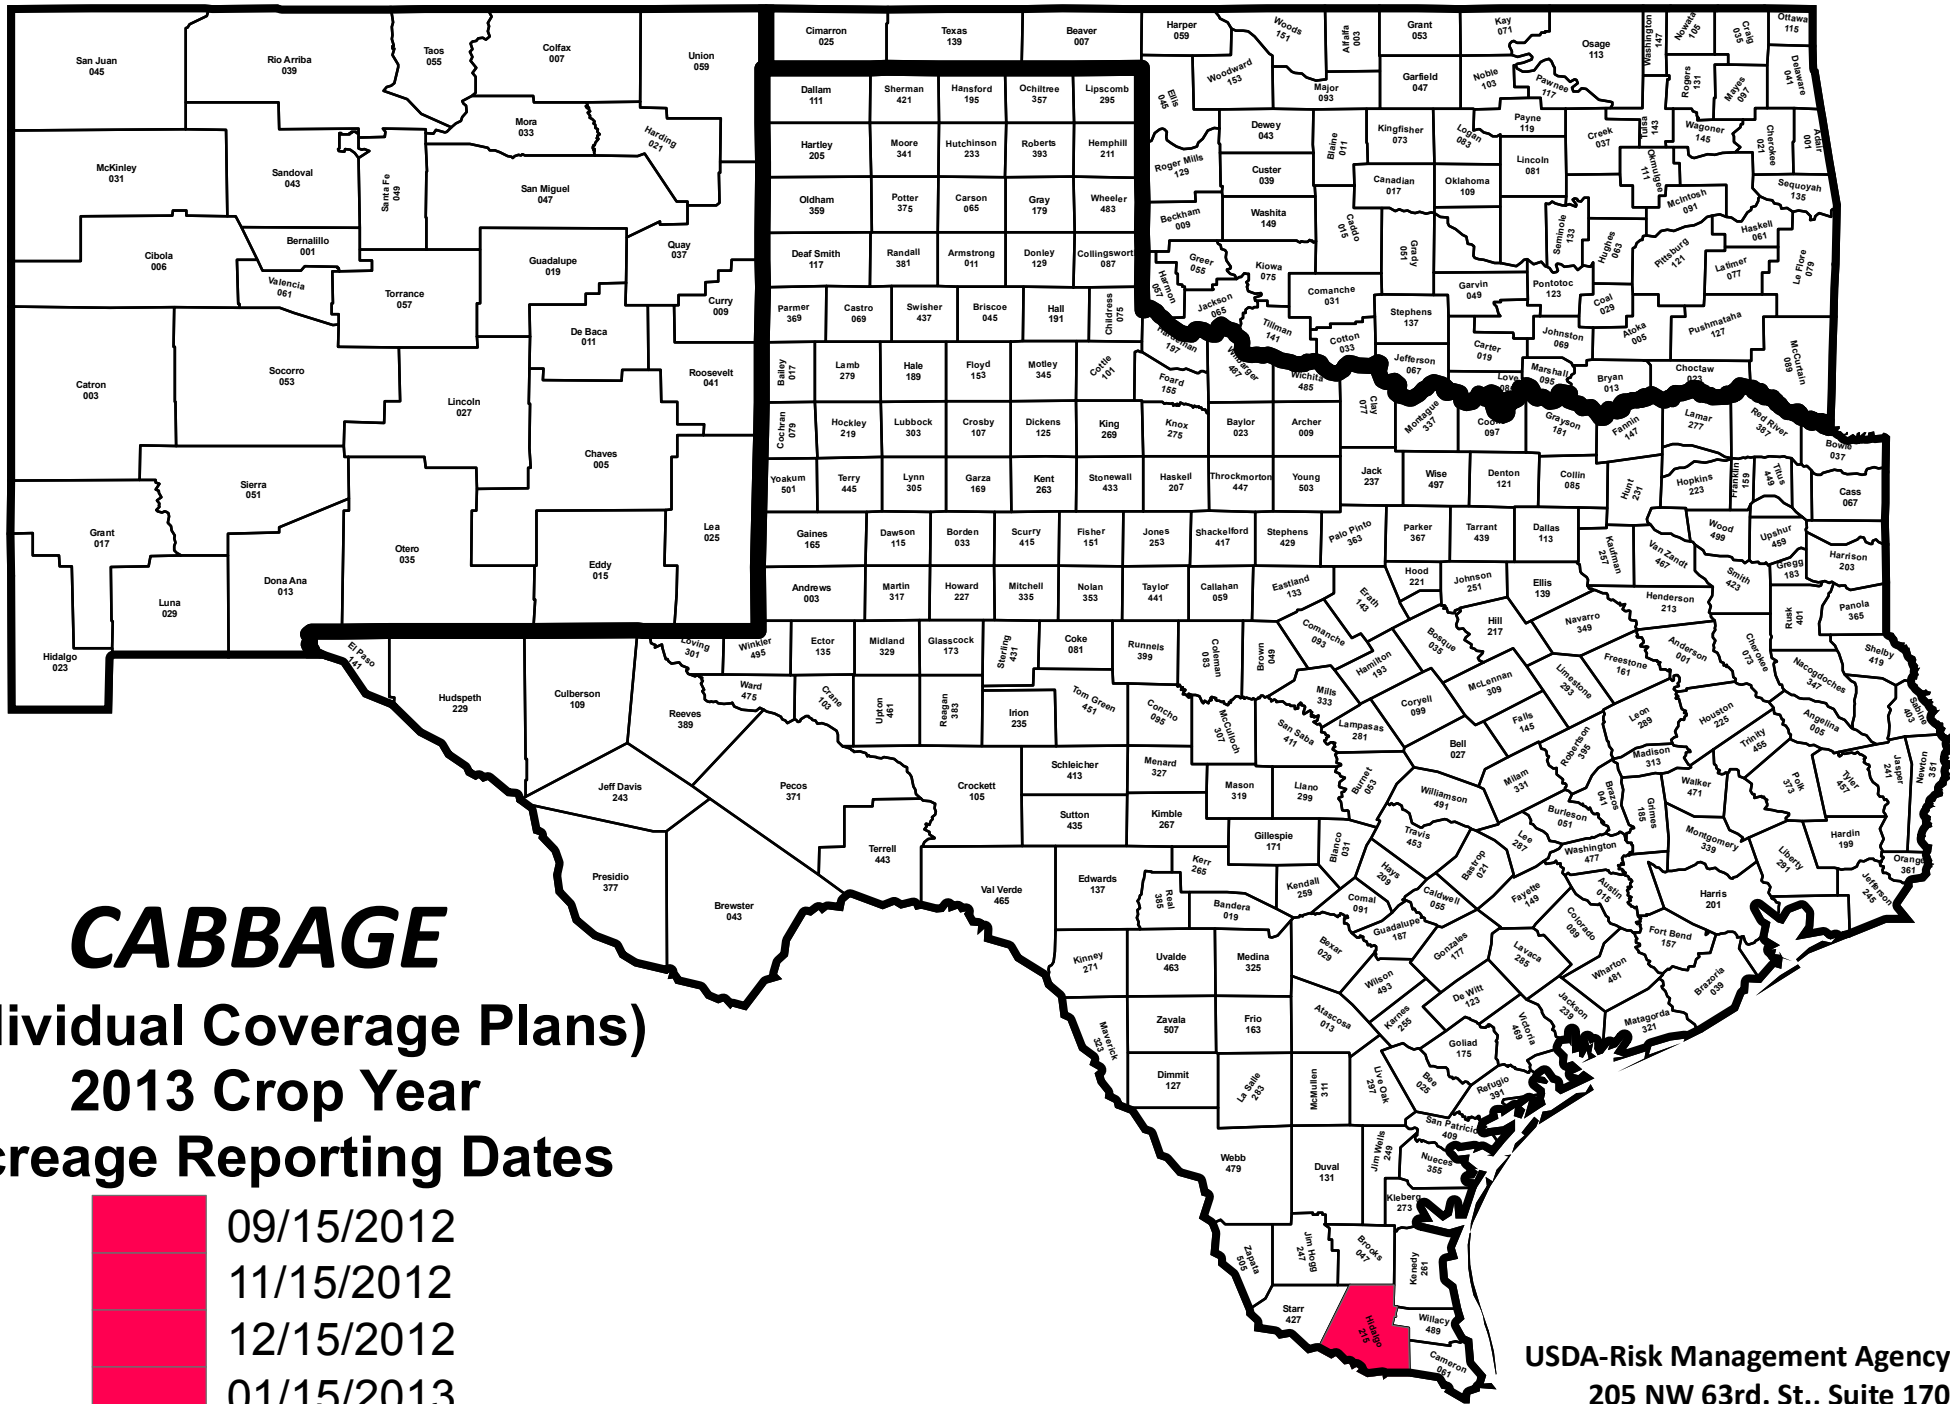 San Juan
045
Rio Arriba
039
Taos
055
Colfax
007
Union
059
Mora
033
Harding
021
McKinley
031
Sandoval
043
Santa Fe
049
San Miguel
047
Cibola
006
Bernalillo
001
Valencia
061
Torrance
057
Guadalupe
019
Quay
037
Curry
009
De Baca
011
Roosevelt
041
Catron
003
Socorro
053
Lincoln
027
Chaves
005
Sierra
051
Grant
017
Hidalgo
023
Luna
029
Dona Ana
013
Otero
035
Eddy
015
Lea
025
Cimarron
025
Texas
139
Beaver
007
Harper
059
Woods
151
Alfalfa
003
Grant
053
Kay
071
Osage
113
Washington
147
Nowata
105
Craig
035
Ottawa
115
Woodward
153
Ellis
045
Major
093
Garfield
047
Noble
103
Pawnee
117
Rogers
131
Mayes
097
Delaware
041
Dewey
043
Blaine
011
Kingfisher
073
Logan
083
Payne
119
Creek
037
Tulsa
143
Wagoner
145
Cherokee
021
Adair
001
Roger Mills
129
Custer
039
Canadian
017
Oklahoma
109
Lincoln
081
Okmulgee
111
McIntosh
091
Sequoyah
135
Beckham
009
Washita
149
Caddo
015
Grady
051
Seminole
133
Hughes
063
Pittsburg
121
Haskell
061
Latimer
077
Le Flore
079
Greer
055
Harmon
057
Kiowa
075
Jackson
065
Comanche
031
Tillman
141
Cotton
033
Stephens
137
Garvin
049
Pontotoc
123
Coal
029
Jefferson
067
Carter
019
Johnston
069
Atoka
005
Pushmataha
127
Love
Marshall
095
Bryan
013
Choctaw
023
McCurtain
089
Dallam
111
Sherman
421
Hansford
195
Ochiltree
357
Lipscomb
295
Hartley
205
Moore
341
Hutchinson
233
Roberts
393
Hemphill
211
Oldham
359
Potter
375
Carson
065
Gray
179
Wheeler
483
Deaf Smith
117
Randall
381
Armstrong
011
Donley
129
Collingswort
087
Parmer
369
Castro
069
Swisher
437
Briscoe
045
Hall
191
Childress
075
197
Bailey
017
Lamb
279
Hale
189
Floyd
153
Motley
345
Cottle
101
Foard
155
487
Wichita
485
Cochran
079
Hockley
219
Lubbock
303
Crosby
107
Dickens
125
King
269
Knox
275
Baylor
023
Archer
009
Clay
077
Montague
337
097
Grayson
181
Fannin
147
Lamar
277
Red River
387
Bowie
037
Yoakum
501
Terry
445
Lynn
305
Garza
169
Kent
263
Stonewall
433
Haskell
207
Throckmorton
447
Young
503
Jack
237
Wise
497
Denton
121
Collin
085
Hunt
231
Hopkins
223
Franklin
159
Titus
449
Cass
067
Gaines
165
Dawson
115
Borden
033
Scurry
415
Fisher
151
Jones
253
Shackelford
417
Stephens
429
Palo Pinto
363
Parker
367
Tarrant
439
Dallas
113
Kaufman
257
Van Zandt
467
Wood
499
Upshur
459
Harrison
203
Gregg
183
Andrews
003
Martin
317
Howard
227
Mitchell
335
Nolan
353
Taylor
441
Callahan
059
Eastland
133
Erath
143
Hood
221
Johnson
251
Ellis
139
Henderson
213
Smith
423
Rusk
401
Panola
365
El Paso
141
Hudspeth
229
Culberson
109
Loving
301
Winkler
495
Ector
135
Midland
329
Glasscock
173
Sterling
431
Coke
081
Runnels
399
Coleman
083
Brown
049
Comanche
093
Hamilton
193
Bosque
035
Hill
217
Navarro
349
Freestone
161
Anderson
001
Cherokee
073
Nacogdoches
347
Shelby
419
Reeves
389
Ward
475
Crane
103
Upton
461
Reagan
383
Irion
235
Tom Green
451
Concho
095
McCulloch
307
San Saba
411
Mills
333
Lampasas
281
Coryell
099
McLennan
309
Limestone
293
Falls
145
Leon
289
Houston
225
Trinity
455
Angelina
005
Sabine
403
Jeff Davis
243
Pecos
371
Terrell
443
Crockett
105
Schleicher
413
Menard
327
Sutton
435
Kimble
267
Mason
319
Llano
299
Burnet
053
Bell
027
Williamson
491
Milam
331
Robertson
395
Madison
313
Brazos
041
Grimes
185
Walker
471
Polk
373
Tyler
457
Jasper
241
Newton
351
Presidio
377
Brewster
043
Val Verde
465
Edwards
137
Kerr
265
Real
385
Bandera
019
Gillespie
171
Kendall
259
Blanco
031
Hays
209
Travis
453
Comal
091
Bastrop
021
Caldwell
055
Lee
287
Burleson
051
Washington
477
Fayette
149
Austin
015
Montgomery
339
Liberty
291
Hardin
199
Orange
361
Jefferson
245
Harris
201
Kinney
271
Uvalde
463
Medina
325
Bexar
029
Guadalupe
187
Gonzales
177
Lavaca
285
Colorado
089
Wharton
481
Fort Bend
157
Brazoria
039
Matagorda
321
Wilson
493
Karnes
255
De Witt
123
Jackson
239
Victoria
469
Maverick
323
Zavala
507
Frio
163
Atascosa
013
Goliad
175
Dimmit
127
La Salle
283
McMullen
311
Live Oak
297
Bee
025
Refugio
391
San Patricio
409
Nueces
355
Webb
479
Duval
131
Jim Wells
249
Kleberg
273
Zapata
505
Jim Hogg
247
Brooks
047
Kenedy
261
Starr
427
Hidalgo
215
Willacy
489
Cameron
061
CABBAGE
dividual Coverage Plans)
2013 Crop Year
creage Reporting Dates
09/15/2012
11/15/2012
12/15/2012
01/15/2013
USDA-Risk Management Agency
205 NW 63rd. St., Suite 170